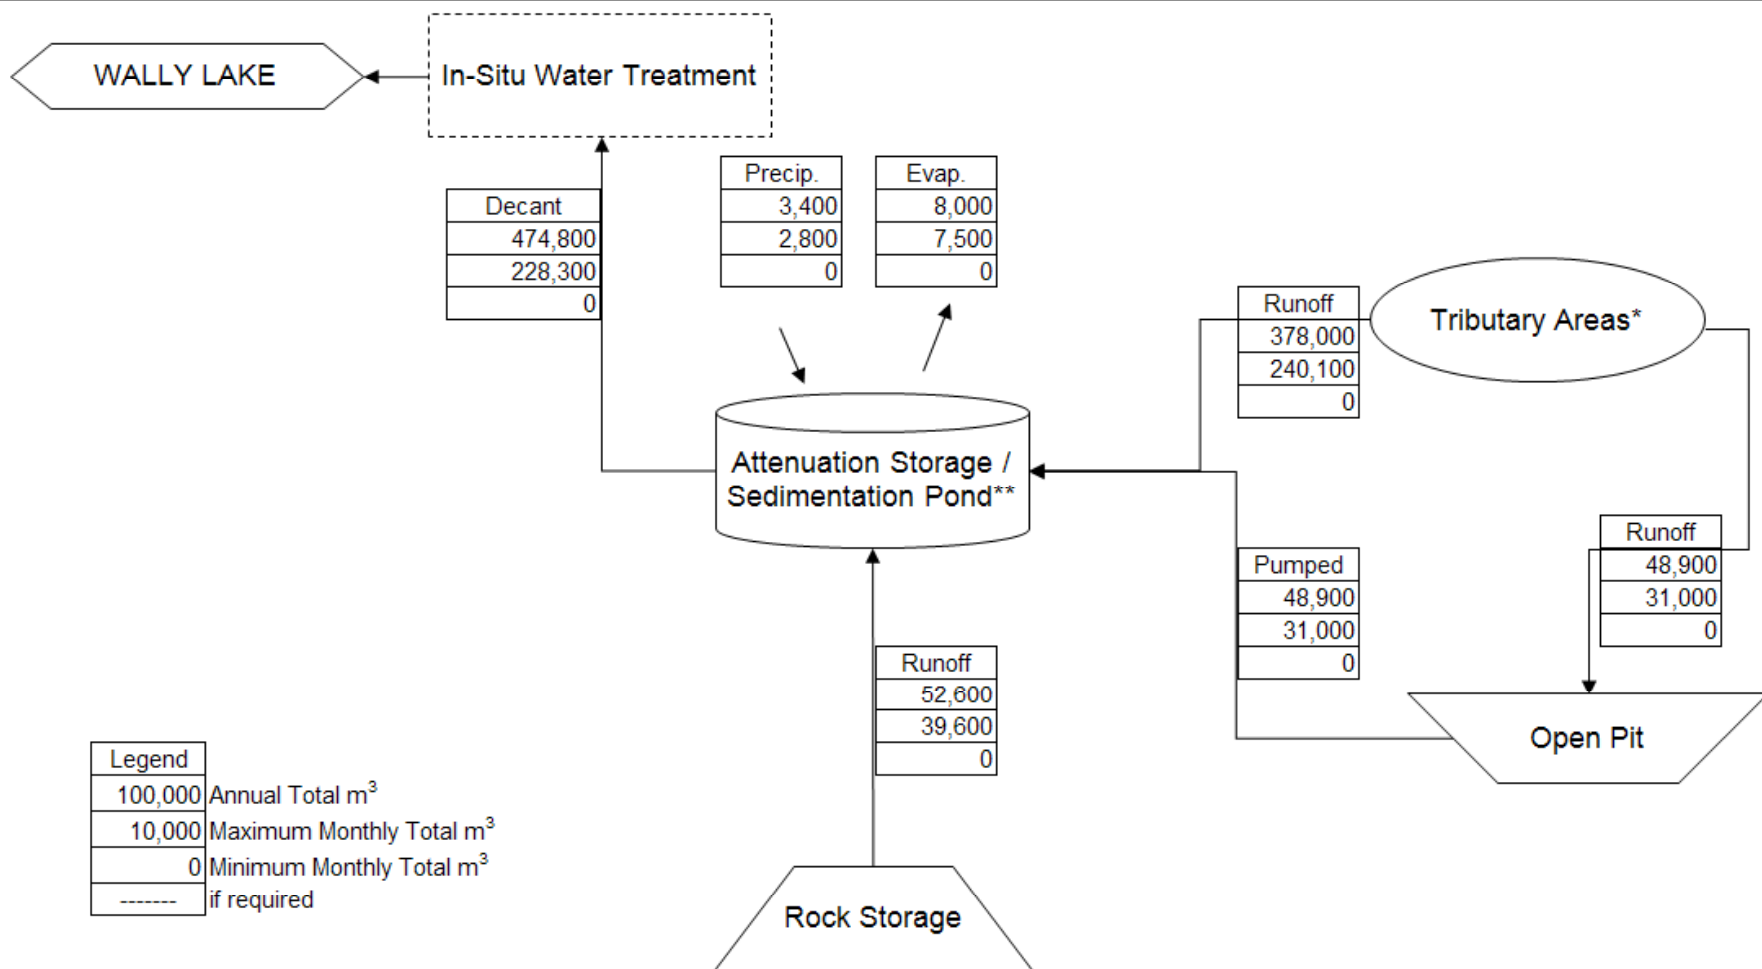 WALLY LAKE
In-Situ Water Treatment
Decant
474,800
228,300
0
Precip.
3,400
2,800
0
Evap.
8,000
7,500
0
Runoff
378,000
240,100
0
Tributary Areas*
Attenuation Storage /
Sedimentation Pond**
Pumped
48,900
31,000
0
Runoff
48,900
31,000
0
Runoff
52,600
39,600
0
Open Pit
Legend
100,000 Annual Total m³
10,000 Maximum Monthly Total m³
0 Minimum Monthly Total m³
------- if required
Rock Storage